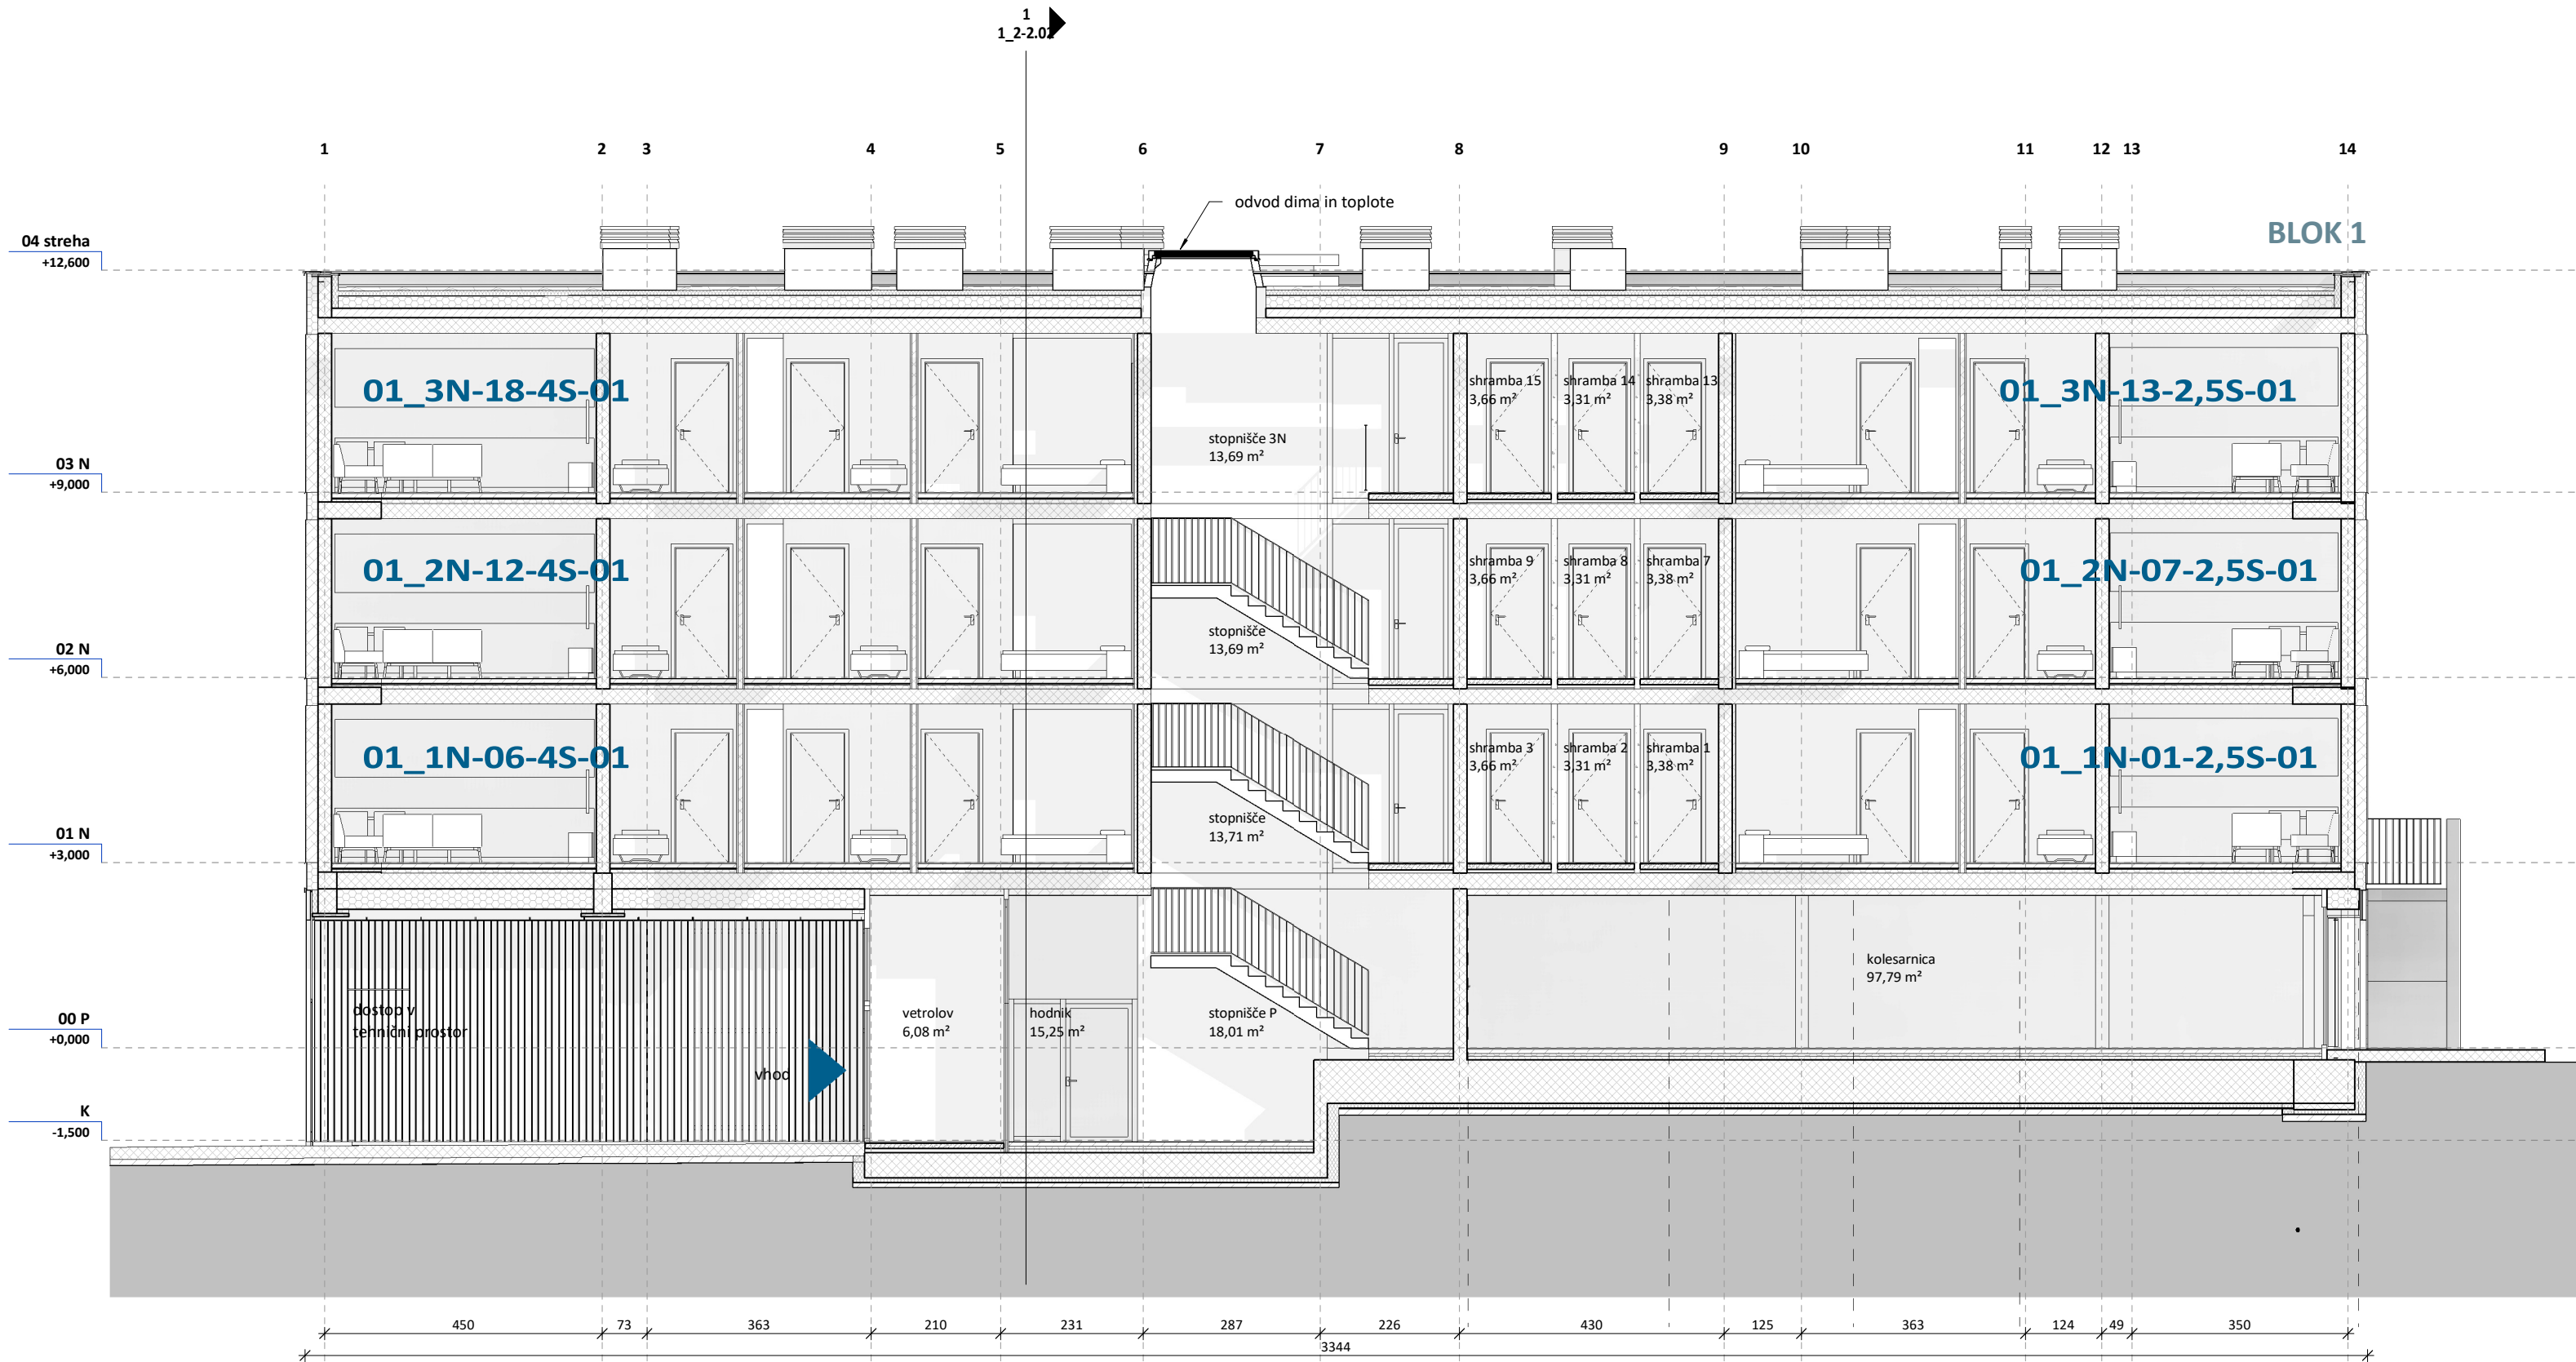 1
1_2-2.02
1 2 3 4 5 6 7 8 9 10 11 12 13 14
odvod dima in toplote
BLOK 1
04 streha
+12,600
01_3N-18-4S-01
01_3N-13-2,5S-01
shramba 15
3,66 m²
shramba 14
3,31 m²
shramba 13
3,38 m²
stopnišče 3N
13,69 m²
03 N
+9,000
01_2N-12-4S-01
01_2N-07-2,5S-01
shramba 9
3,66 m²
shramba 8
3,31 m²
shramba 7
3,38 m²
stopnišče
13,69 m²
02 N
+6,000
01_1N-06-4S-01
01_1N-01-2,5S-01
shramba 3
3,66 m²
shramba 2
3,31 m²
shramba 1
3,38 m²
stopnišče
13,71 m²
01 N
+3,000
kolesarnica
97,79 m²
dostop v
tehnični prostor
vetrolov
6,08 m²
hodnik
15,25 m²
stopnišče P
18,01 m²
00 P
+0,000
vhod
K
-1,500
450 73 363 210 231 287 226 430 125 363 124 49 350
3344